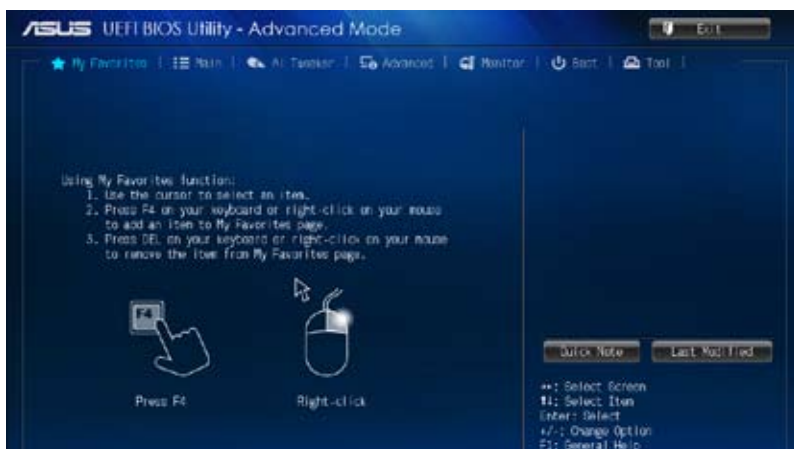 ASUS UEFI BIOS Utility - Advanced Mode
Exit
My Favorites | Main | Ai Tweaker | Advanced | Monitor | Boot | Tool |
Using My Favorites function:
1. Use the cursor to select an item.
2. Press F4 on your keyboard or right-click on your mouse
to add an item to My Favorites page.
3. Press DEL on your keyboard or right-click on your mouse
to remove the item from My Favorites page.
F4
Press F4
Right-click
Quick Note
Last Modified
→←: Select Screen
↑↓: Select Item
Enter: Select
+/-: Change Option
F1: General Help